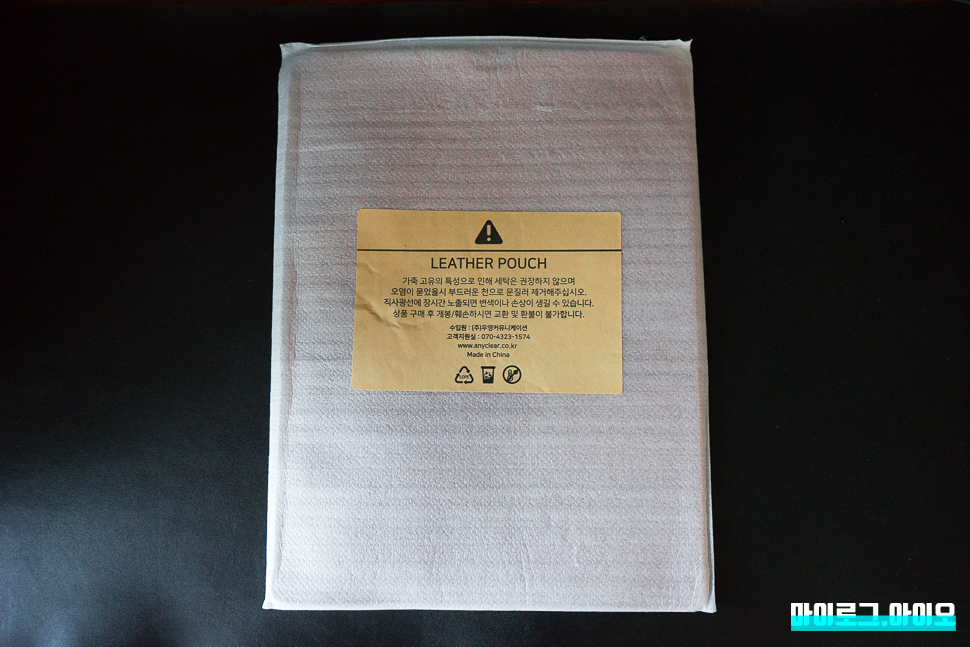 LEATHER POUCH
가죽 고유의 특성으로 인해 세탁은 권장하지 않으며
오염이 묻었을시 부드러운 천으로 문질러 제거해주십시오.
직사광선에 장시간 노출되면 변색이나 손상이 생길 수 있습니다.
상품 구매 후 개봉/훼손하시면 교환 및 환불이 불가합니다.
수입원 : (주)우영커뮤니케이션
고객지원실 : 070-4323-1574
www.anyclear.co.kr
Made in China
LDPE
마이로그.아이오